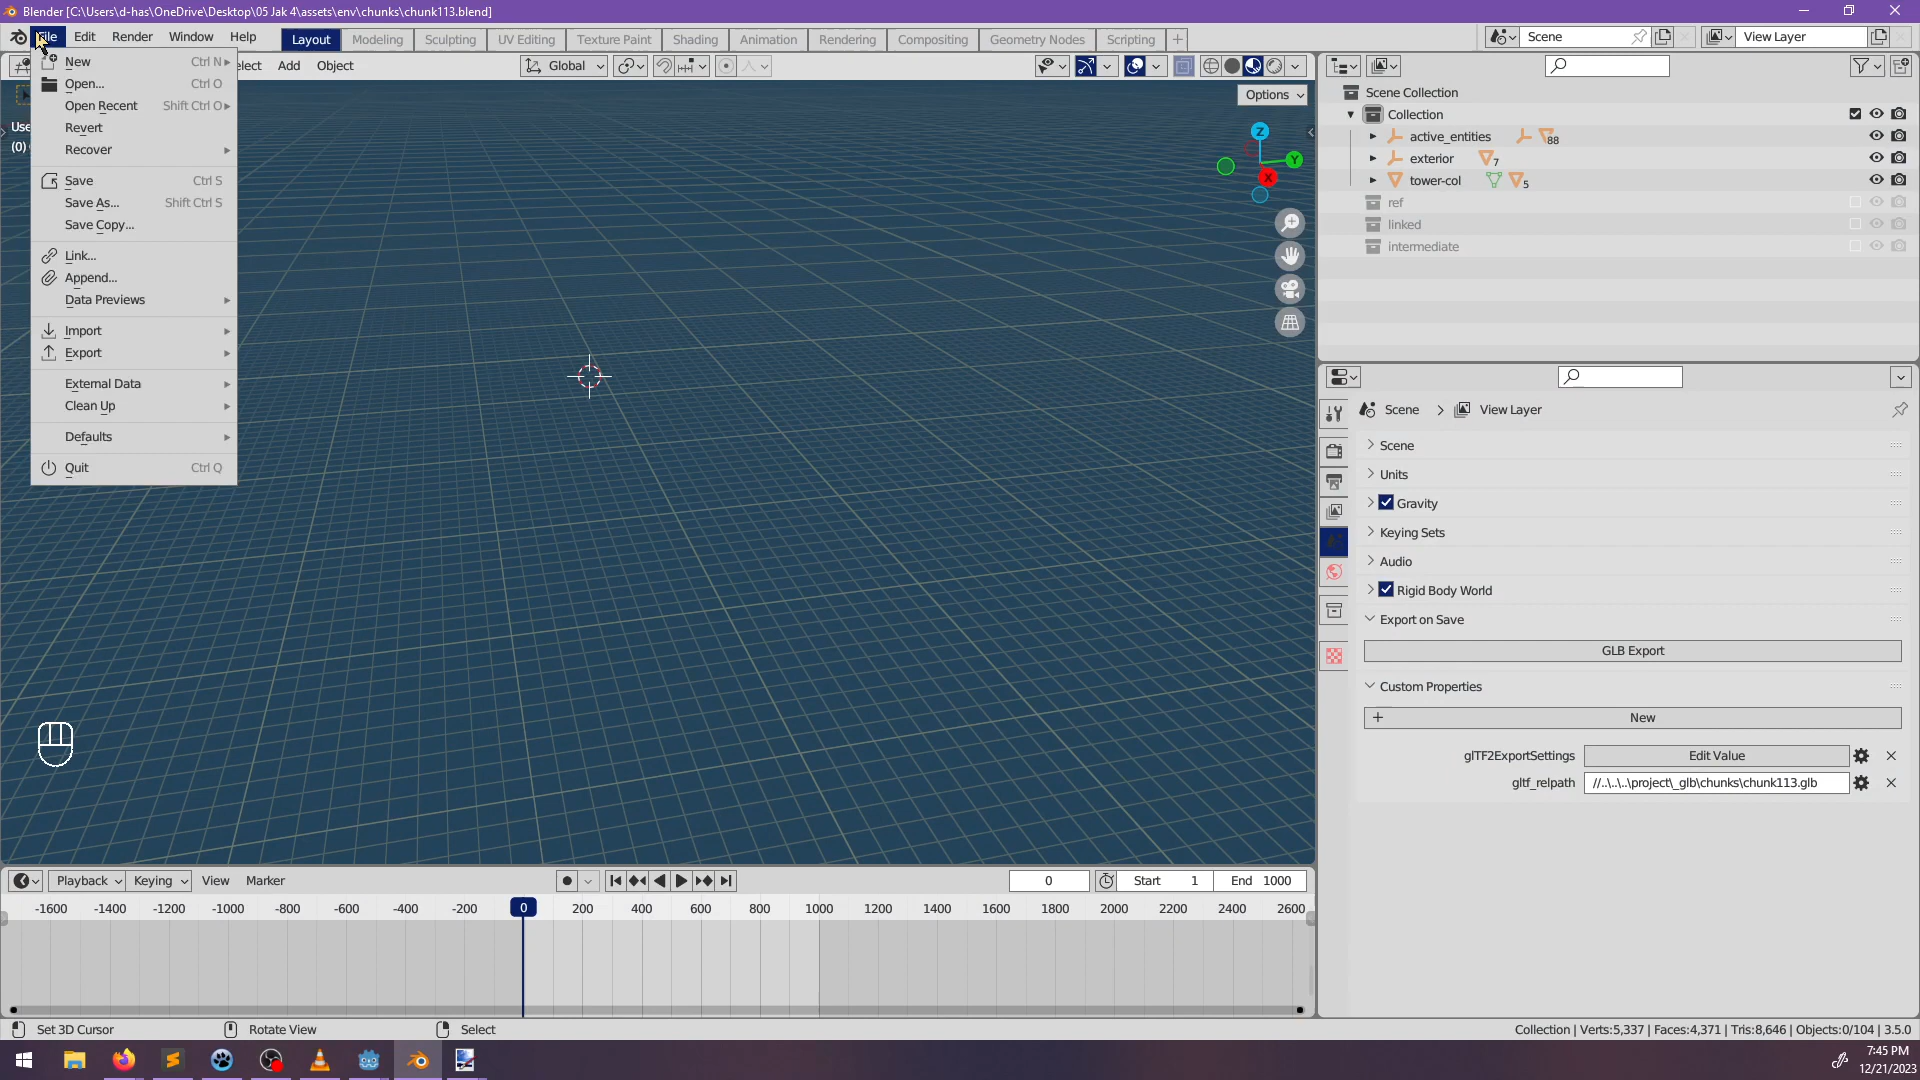 Blender [C:\Users\d-has\OneDrive\Desktop\05 Jak 4\assets\env\chunks\chunk113.blend]
File Edit Render Window Help Layout Modeling Sculpting UV Editing Texture Paint Shading Animation Rendering Compositing Geometry Nodes Scripting + Scene View Layer
elect Add Object Global
Options
New Ctrl N
Open... Ctrl O
Open Recent Shift Ctrl O
Revert
Recover
Save Ctrl S
Save As... Shift Ctrl S
Save Copy...
Link...
Append...
Data Previews
Import
Export
External Data
Clean Up
Defaults
Quit Ctrl Q
Use
(0)
Z
Y
X
Scene Collection
Collection
active_entities 88
exterior 7
tower-col 5
ref
linked
intermediate
Scene View Layer
Scene
Units
Gravity
Keying Sets
Audio
Rigid Body World
Export on Save
GLB Export
Custom Properties
New
glTF2ExportSettings Edit Value
gltf_relpath //..\..\..\project\_glb\chunks\chunk113.glb
Playback Keying View Marker 0 Start 1 End 1000
-1600 -1400 -1200 -1000 -800 -600 -400 -200 0 200 400 600 800 1000 1200 1400 1600 1800 2000 2200 2400 2600
Set 3D Cursor Rotate View Select Collection | Verts:5,337 | Faces:4,371 | Tris:8,646 | Objects:0/104 | 3.5.0
7:45 PM
12/21/2023